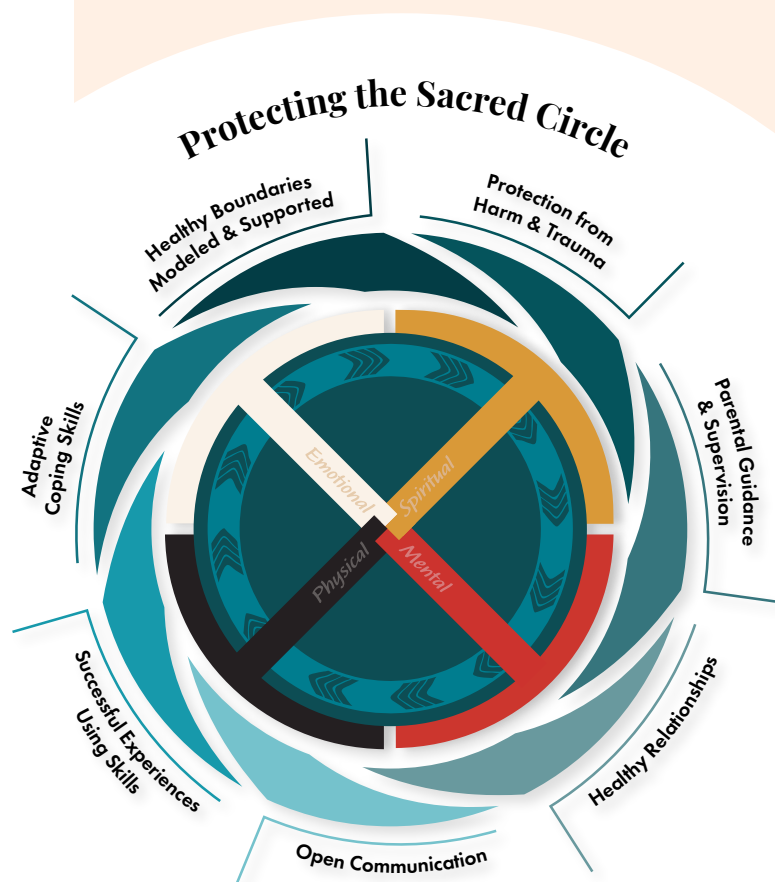 Protecting the Sacred Circle
Healthy Boundaries
Modeled & Supported
Protection from
Harm & Trauma
Parental Guidance
& Supervision
Healthy Relationships
Open Communication
Successful Experiences
Using Skills
Adaptive
Coping Skills
Emotional
Spiritual
Physical
Mental